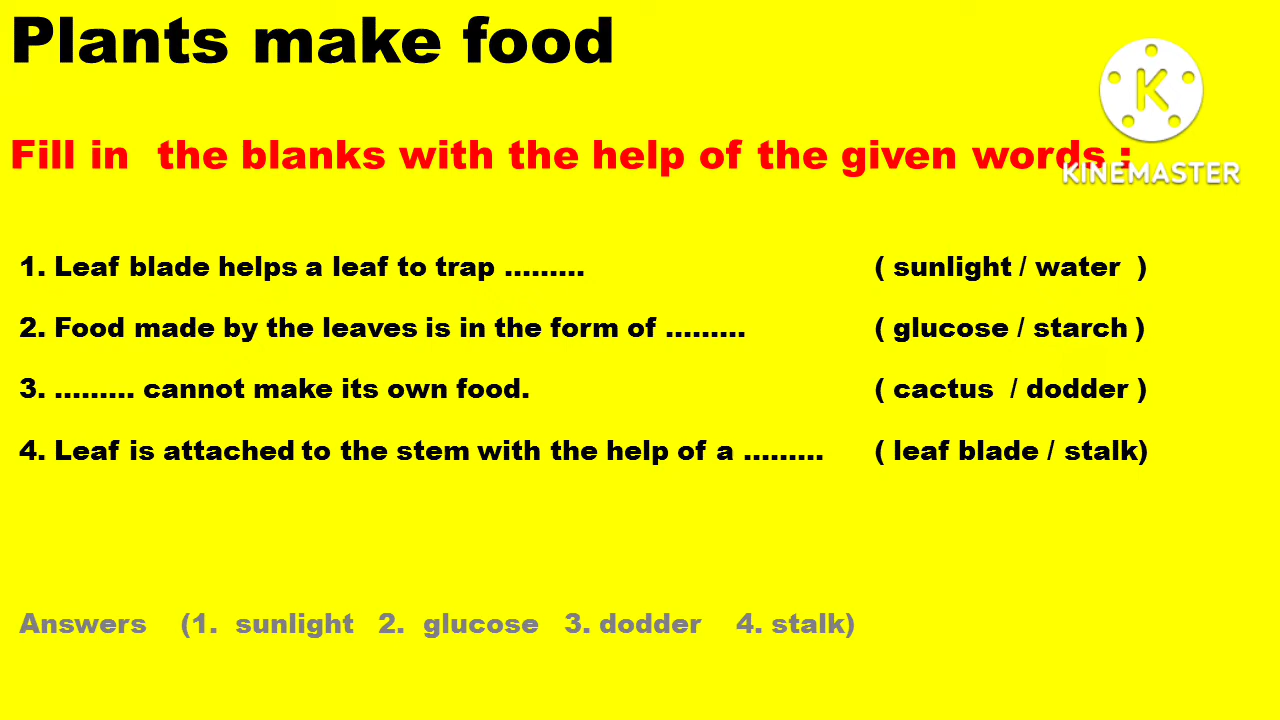 Plants make food
K
KINEMASTER
Fill in the blanks with the help of the given words :
1. Leaf blade helps a leaf to trap ......... ( sunlight / water )
2. Food made by the leaves is in the form of ......... ( glucose / starch )
3. ......... cannot make its own food. ( cactus / dodder )
4. Leaf is attached to the stem with the help of a ......... ( leaf blade / stalk)
Answers (1. sunlight 2. glucose 3. dodder 4. stalk)